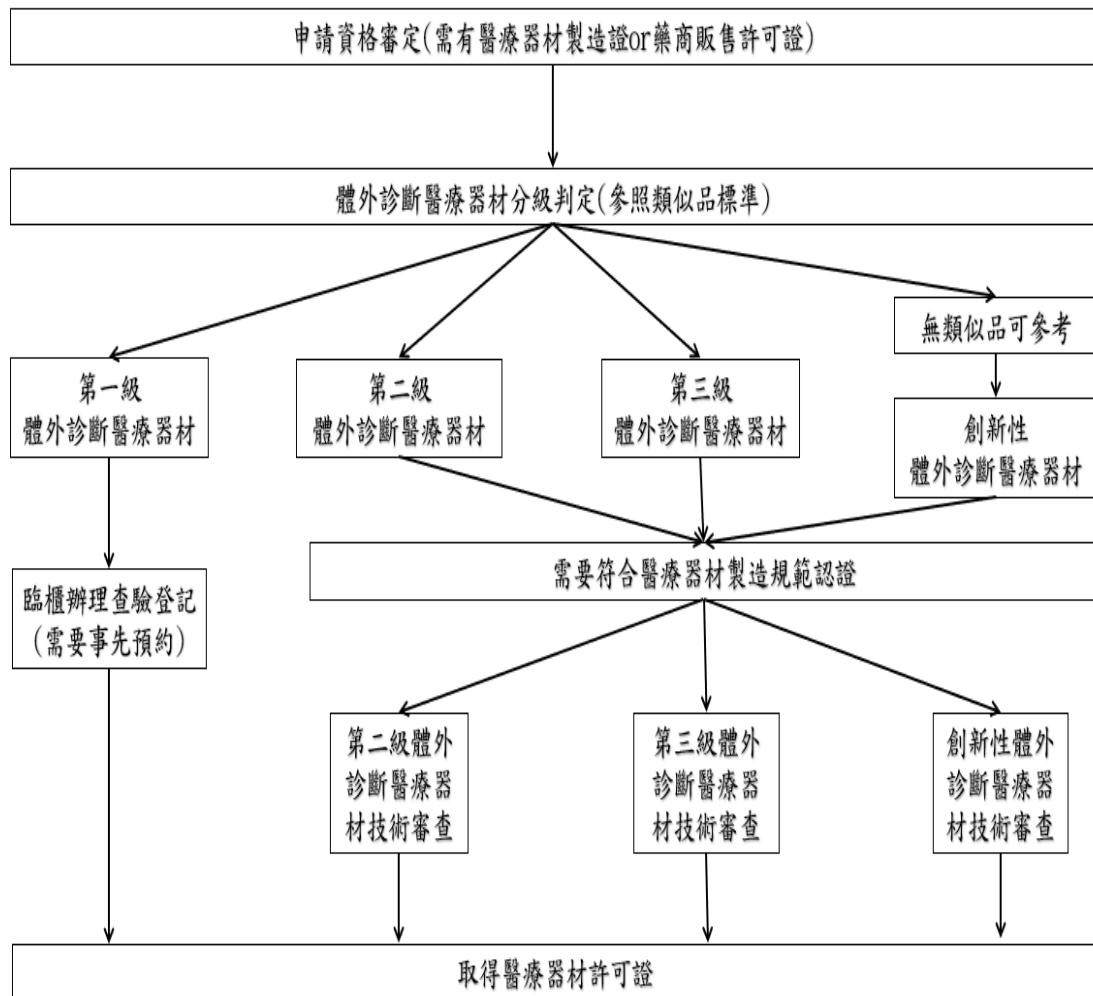 申請資格審定(需有醫療器材製造證or藥商販售許可證)
體外診斷醫療器材分級判定(參照類似品標準)
無類似品可參考
第一級
體外診斷醫療器材
第二級
體外診斷醫療器材
第三級
體外診斷醫療器材
創新性
體外診斷醫療器材
需要符合醫療器材製造規範認證
臨櫃辦理查驗登記
(需要事先預約)
第二級體外
診斷醫療器
材技術審查
第三級體外
診斷醫療器
材技術審查
創新性體外
診斷醫療器
材技術審查
取得醫療器材許可證